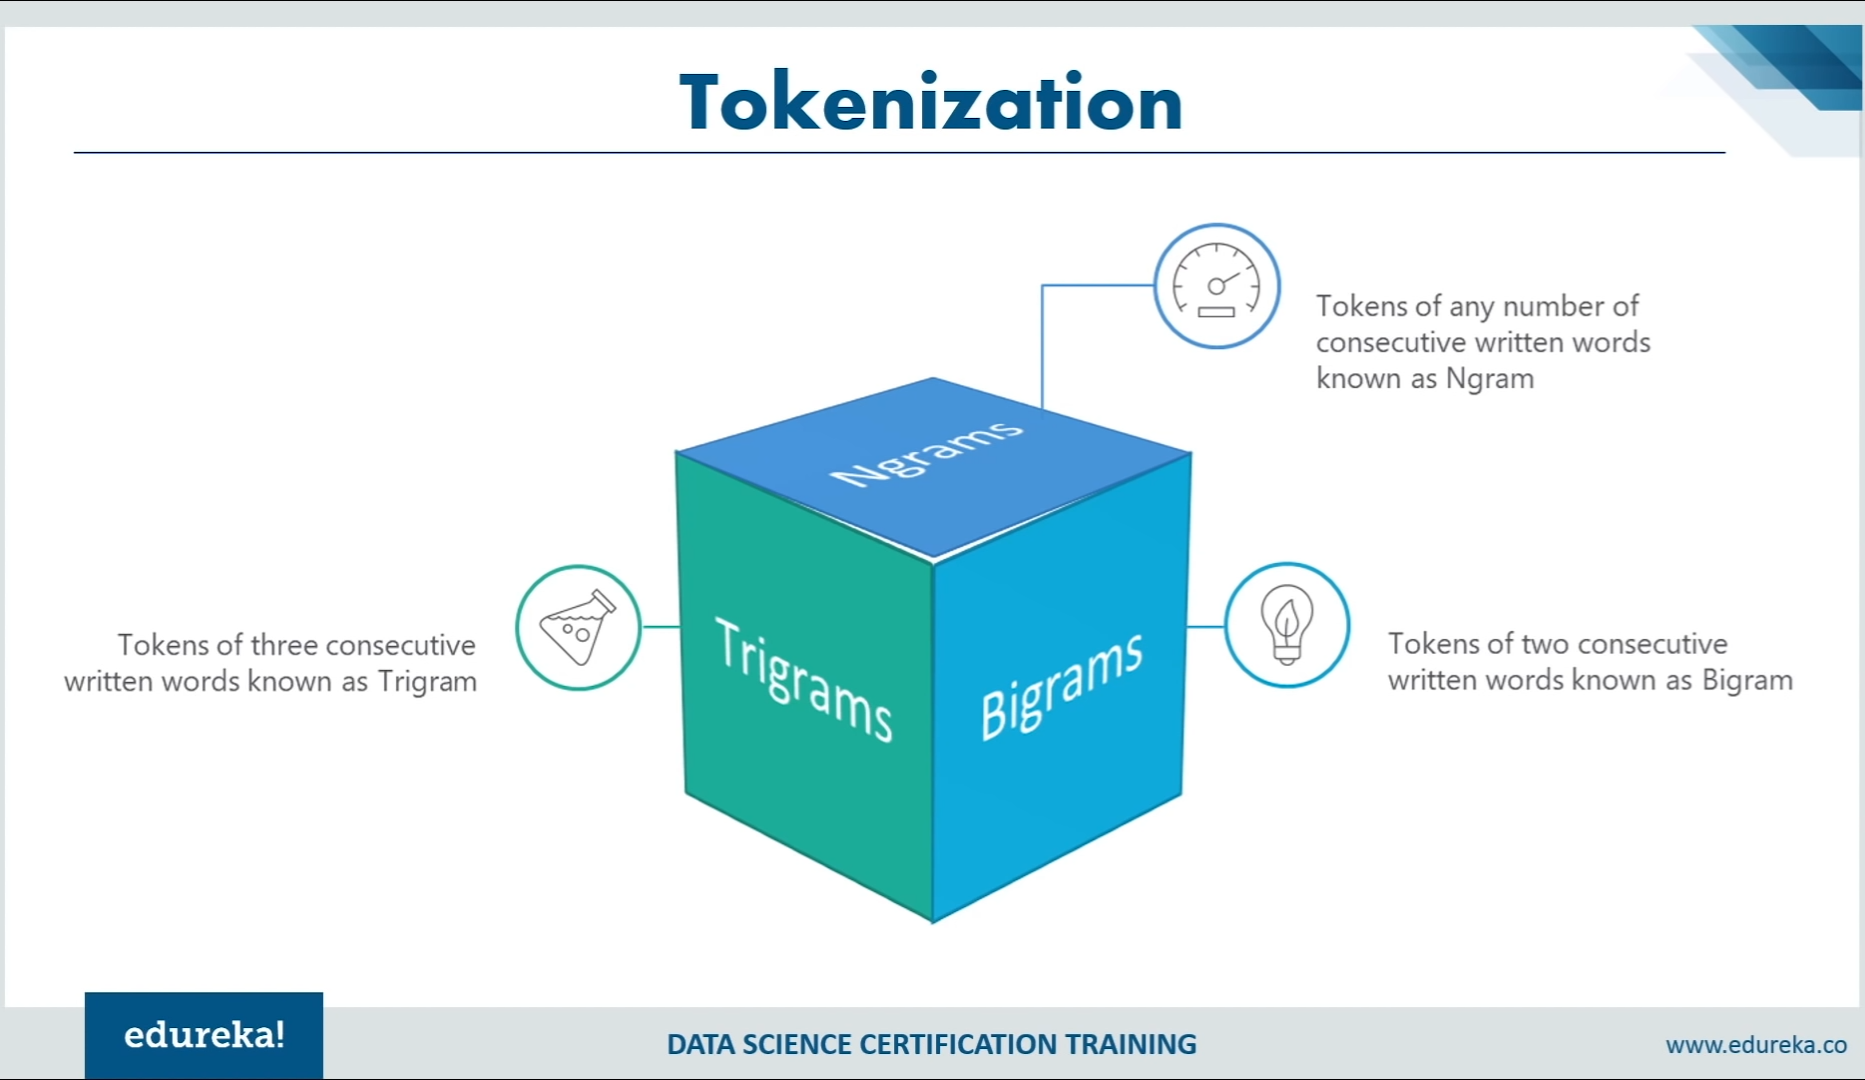 Tokenization
Tokens of any number of
consecutive written words
known as Ngram
Ngrams
Tokens of three consecutive
written words known as Trigram
Trigrams
Bigrams
Tokens of two consecutive
written words known as Bigram
edureka!
DATA SCIENCE CERTIFICATION TRAINING
www.edureka.co